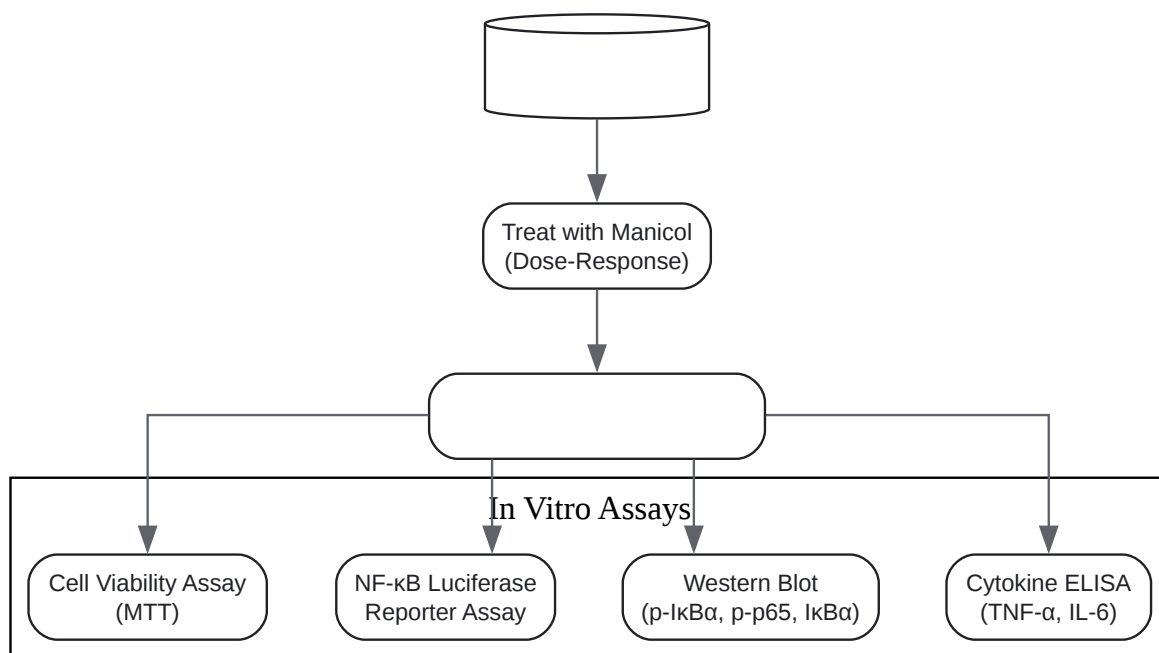 Treat with Manicol
(Dose-Response)
In Vitro Assays
Cell Viability Assay
(MTT)
NF-κB Luciferase
Reporter Assay
Western Blot
(p-IκBα, p-p65, IκBα)
Cytokine ELISA
(TNF-α, IL-6)